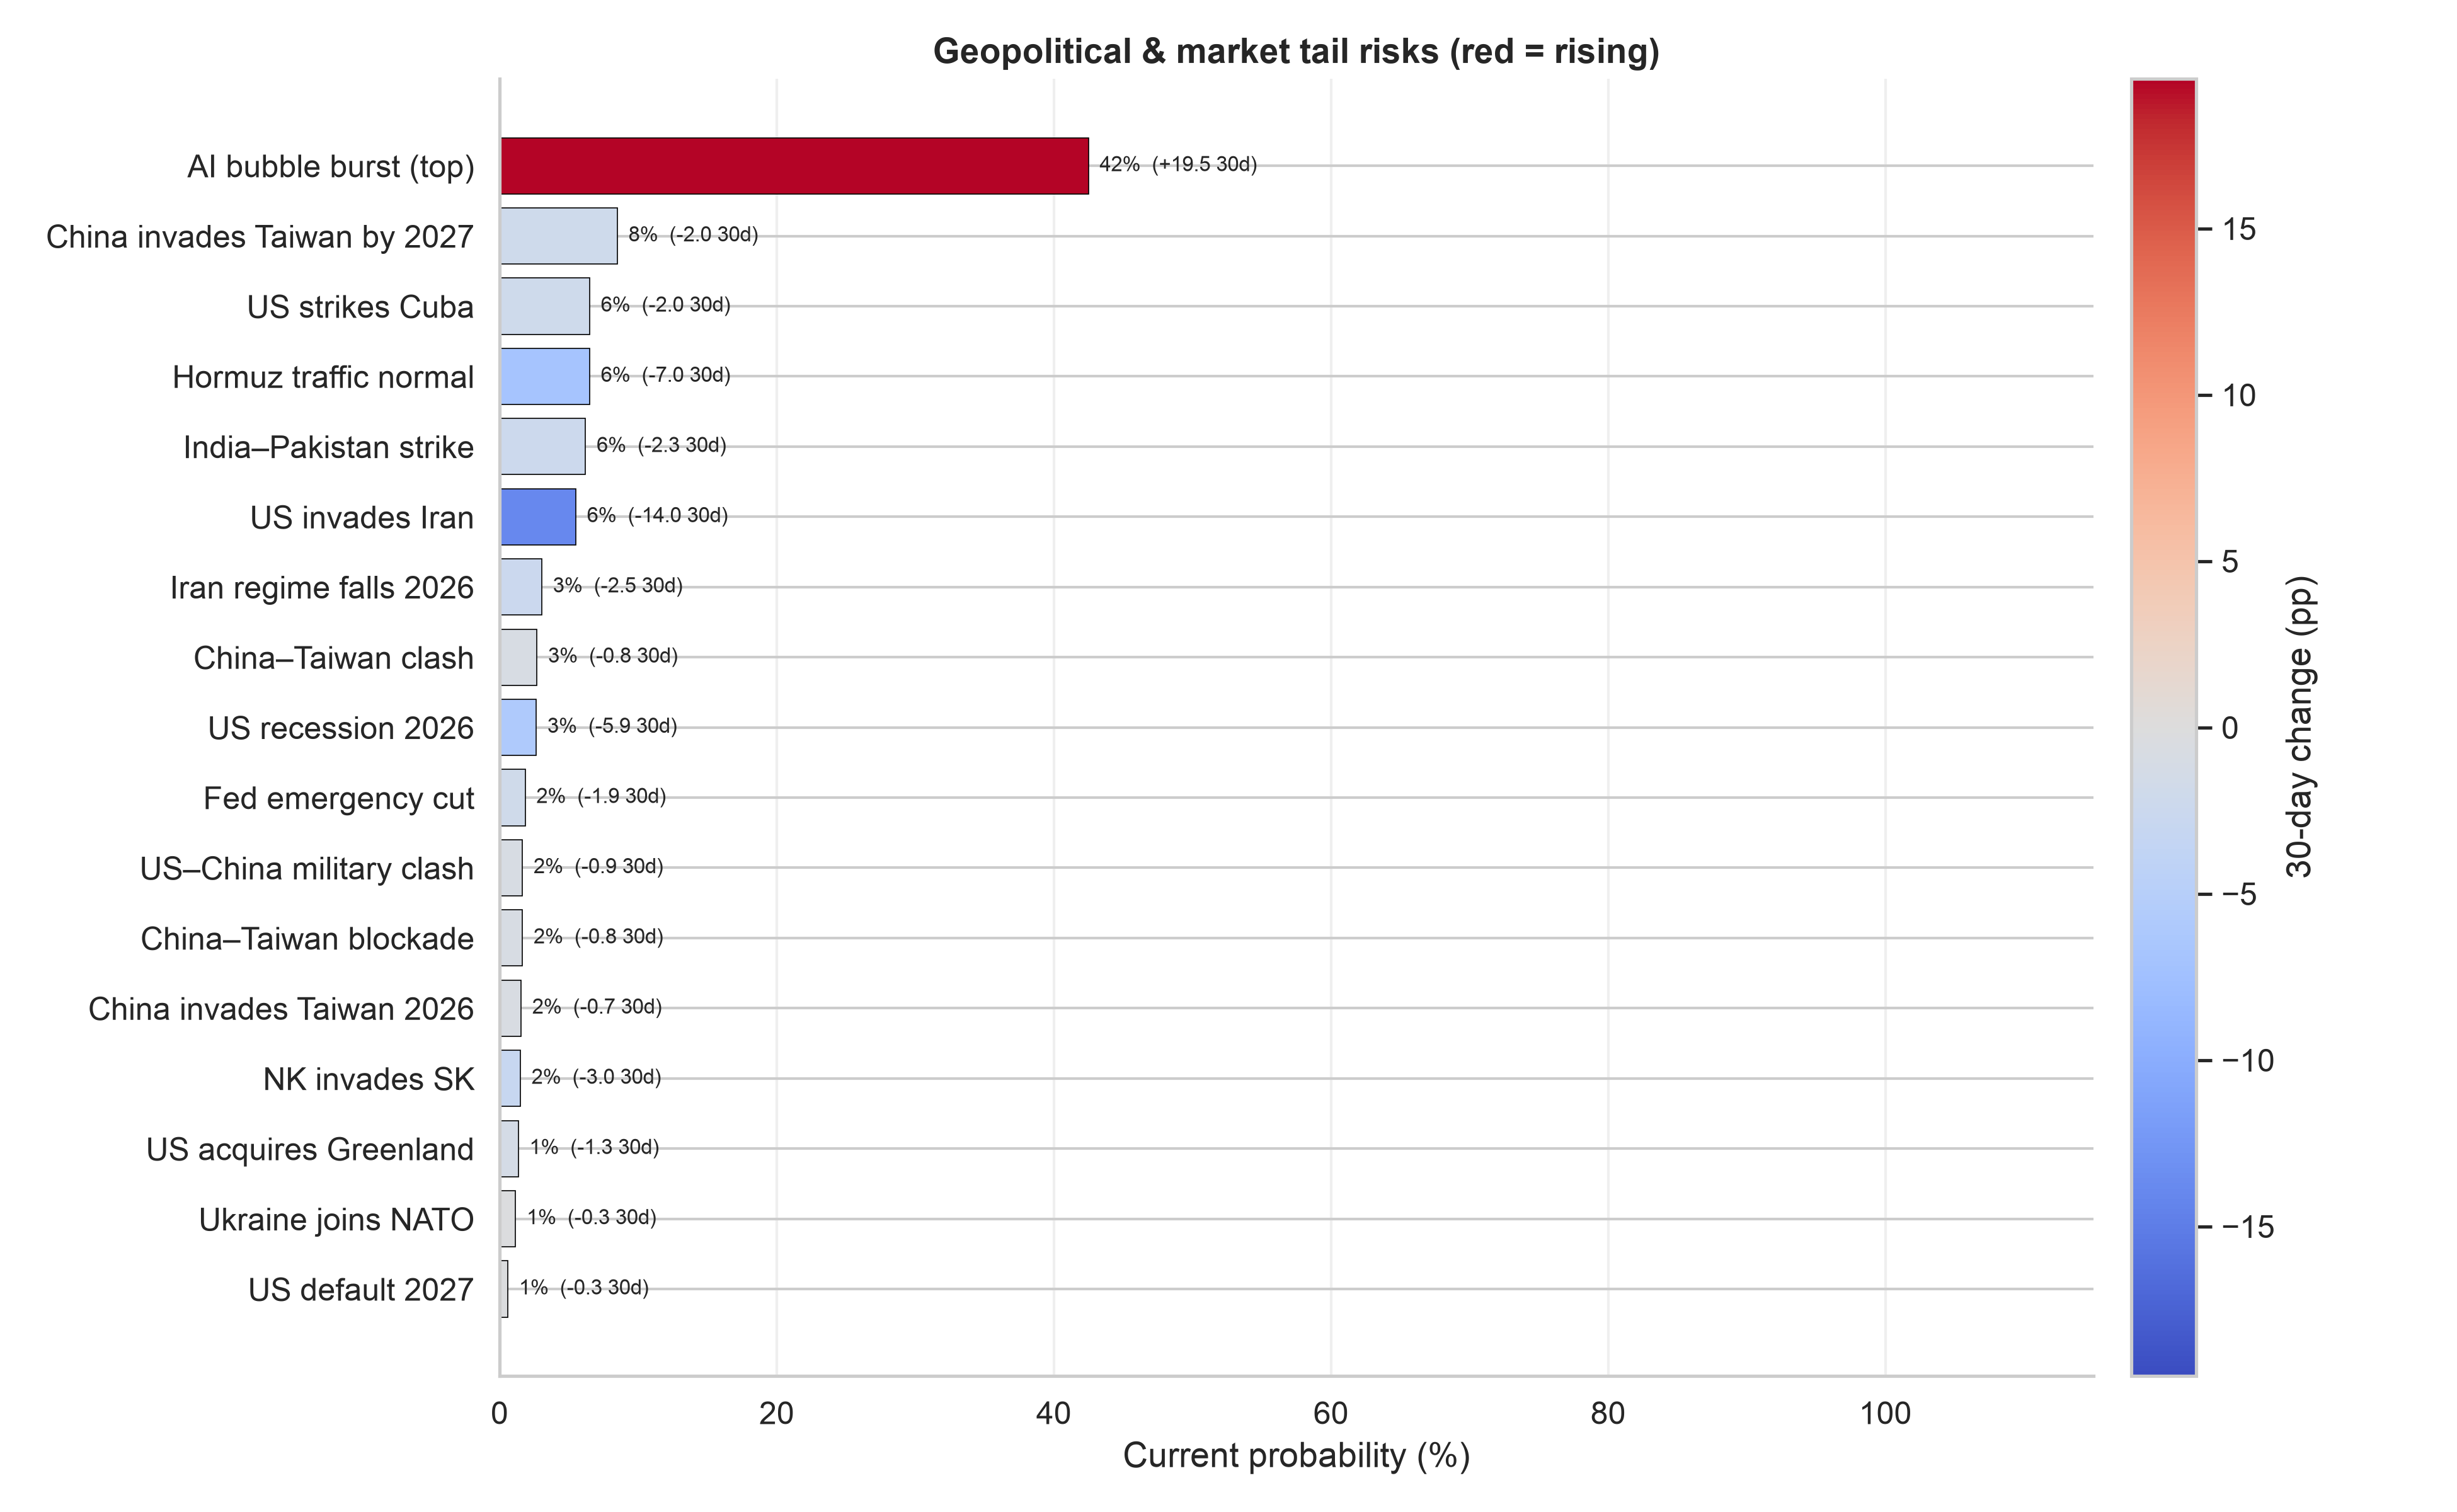 Geopolitical & market tail risks (red = rising)
AI bubble burst (top) 42% (+19.5 30d)
China invades Taiwan by 2027 8% (-2.0 30d)
US strikes Cuba 6% (-2.0 30d)
Hormuz traffic normal 6% (-7.0 30d)
India–Pakistan strike 6% (-2.3 30d)
US invades Iran 6% (-14.0 30d)
Iran regime falls 2026 3% (-2.5 30d)
China–Taiwan clash 3% (-0.8 30d)
US recession 2026 3% (-5.9 30d)
Fed emergency cut 2% (-1.9 30d)
US–China military clash 2% (-0.9 30d)
China–Taiwan blockade 2% (-0.8 30d)
China invades Taiwan 2026 2% (-0.7 30d)
NK invades SK 2% (-3.0 30d)
US acquires Greenland 1% (-1.3 30d)
Ukraine joins NATO 1% (-0.3 30d)
US default 2027 1% (-0.3 30d)
0 20 40 60 80 100
Current probability (%)
15
10
5
0
−5
−10
−15
30-day change (pp)